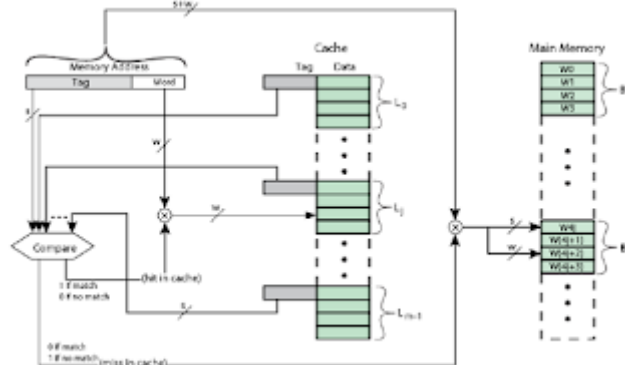 S+W
Cache
Main Memory
Memory Address
Tag
Word
Tag
Data
W0
W1
W2
W3
L0
B
S
W
W
Lj
S
W
W4j
W(4j+1)
W(4j+2)
W(4j+3)
B
Compare
(hit in cache)
1 if match
0 if no match
S
Lm-1
0 if match
1 if no match
(miss in cache)